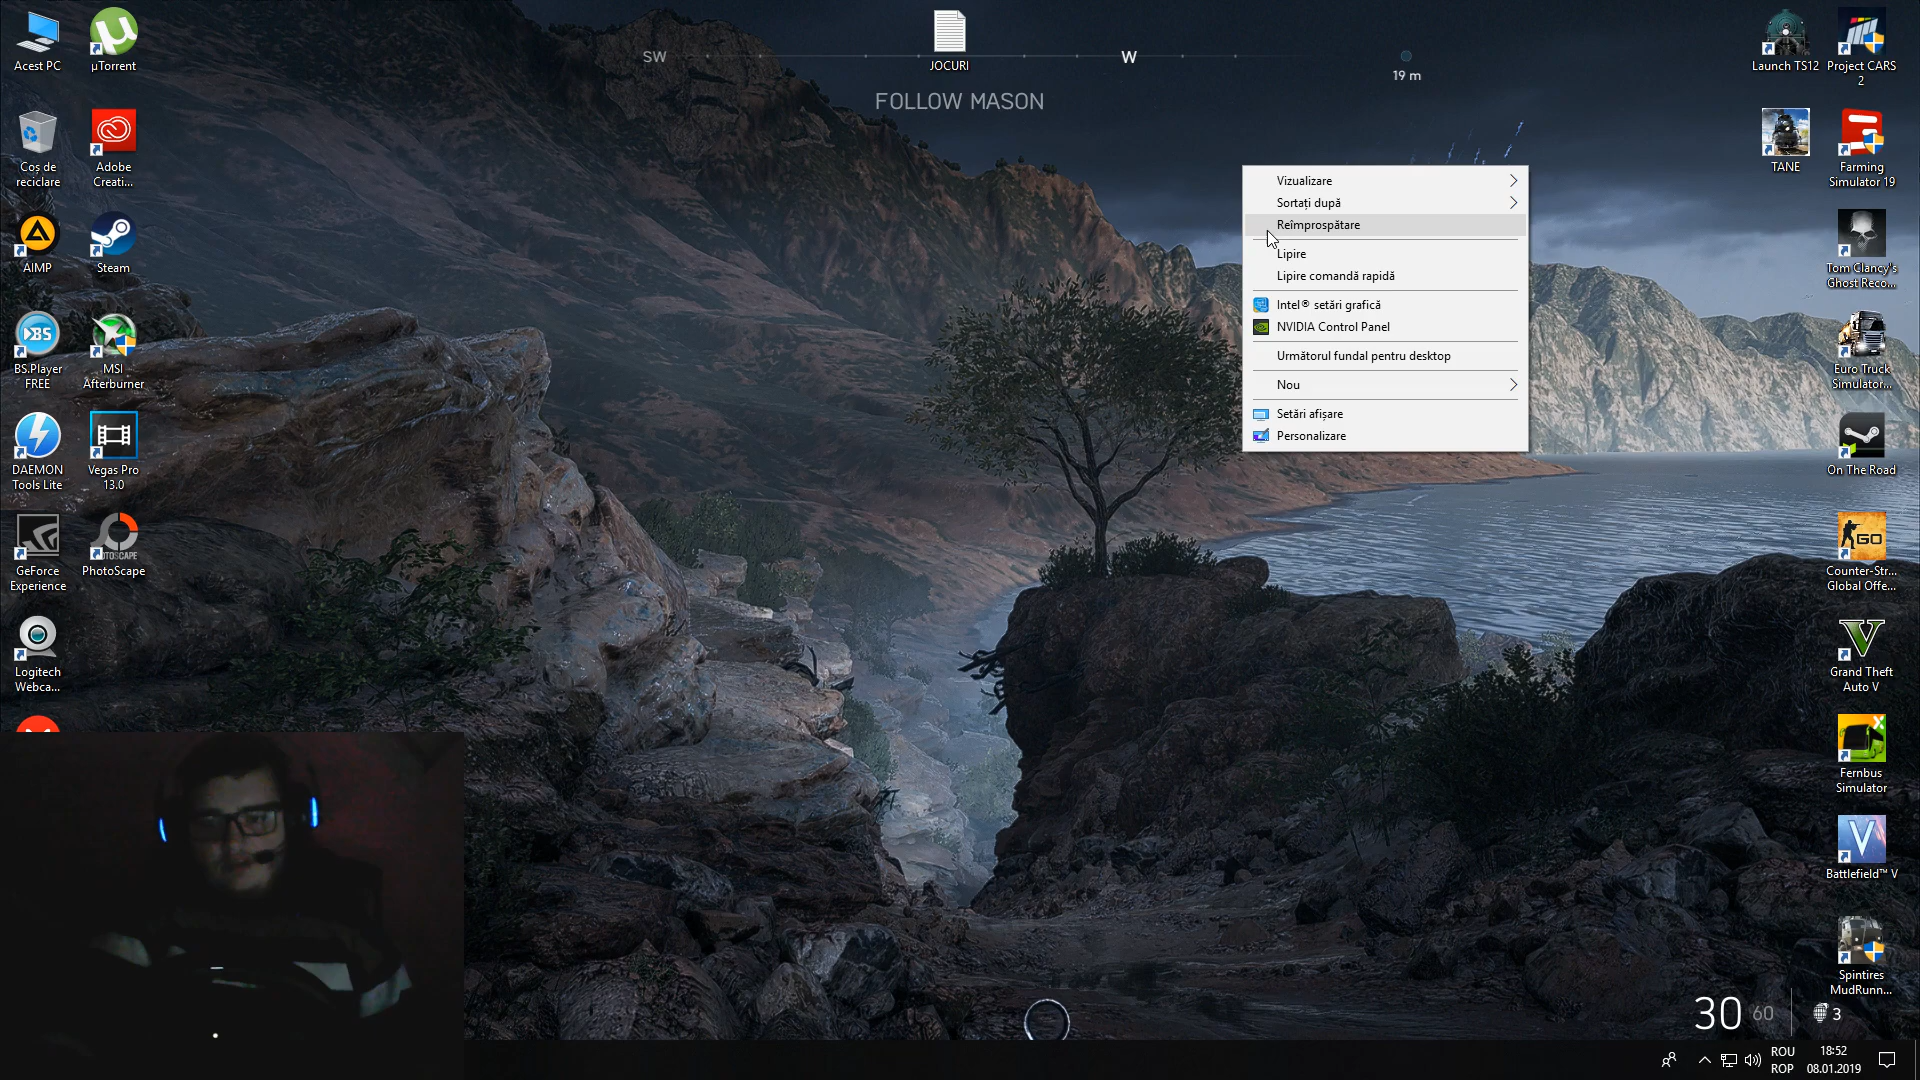 Acest PC
µTorrent
Coș de
reciclare
Adobe
Creati...
AIMP
Steam
BS.Player
FREE
MSI
Afterburner
DAEMON
Tools Lite
Vegas Pro
13.0
GeForce
Experience
PhotoScape
Logitech
Webca...
JOCURI
SW
W
19 m
FOLLOW MASON
Vizualizare
Sortați după
Reîmprospătare
Lipire
Lipire comandă rapidă
Intel® setări grafică
NVIDIA Control Panel
Următorul fundal pentru desktop
Nou
Setări afișare
Personalizare
Launch TS12
Project CARS
2
TANE
Farming
Simulator 19
Tom Clancy's
Ghost Reco...
Euro Truck
Simulator...
On The Road
GO
Counter-Str...
Global Offe...
Grand Theft
Auto V
Fernbus
Simulator
Battlefield™ V
Spintires
MudRunn...
30 60
3
ROU
ROP
18:52
08.01.2019